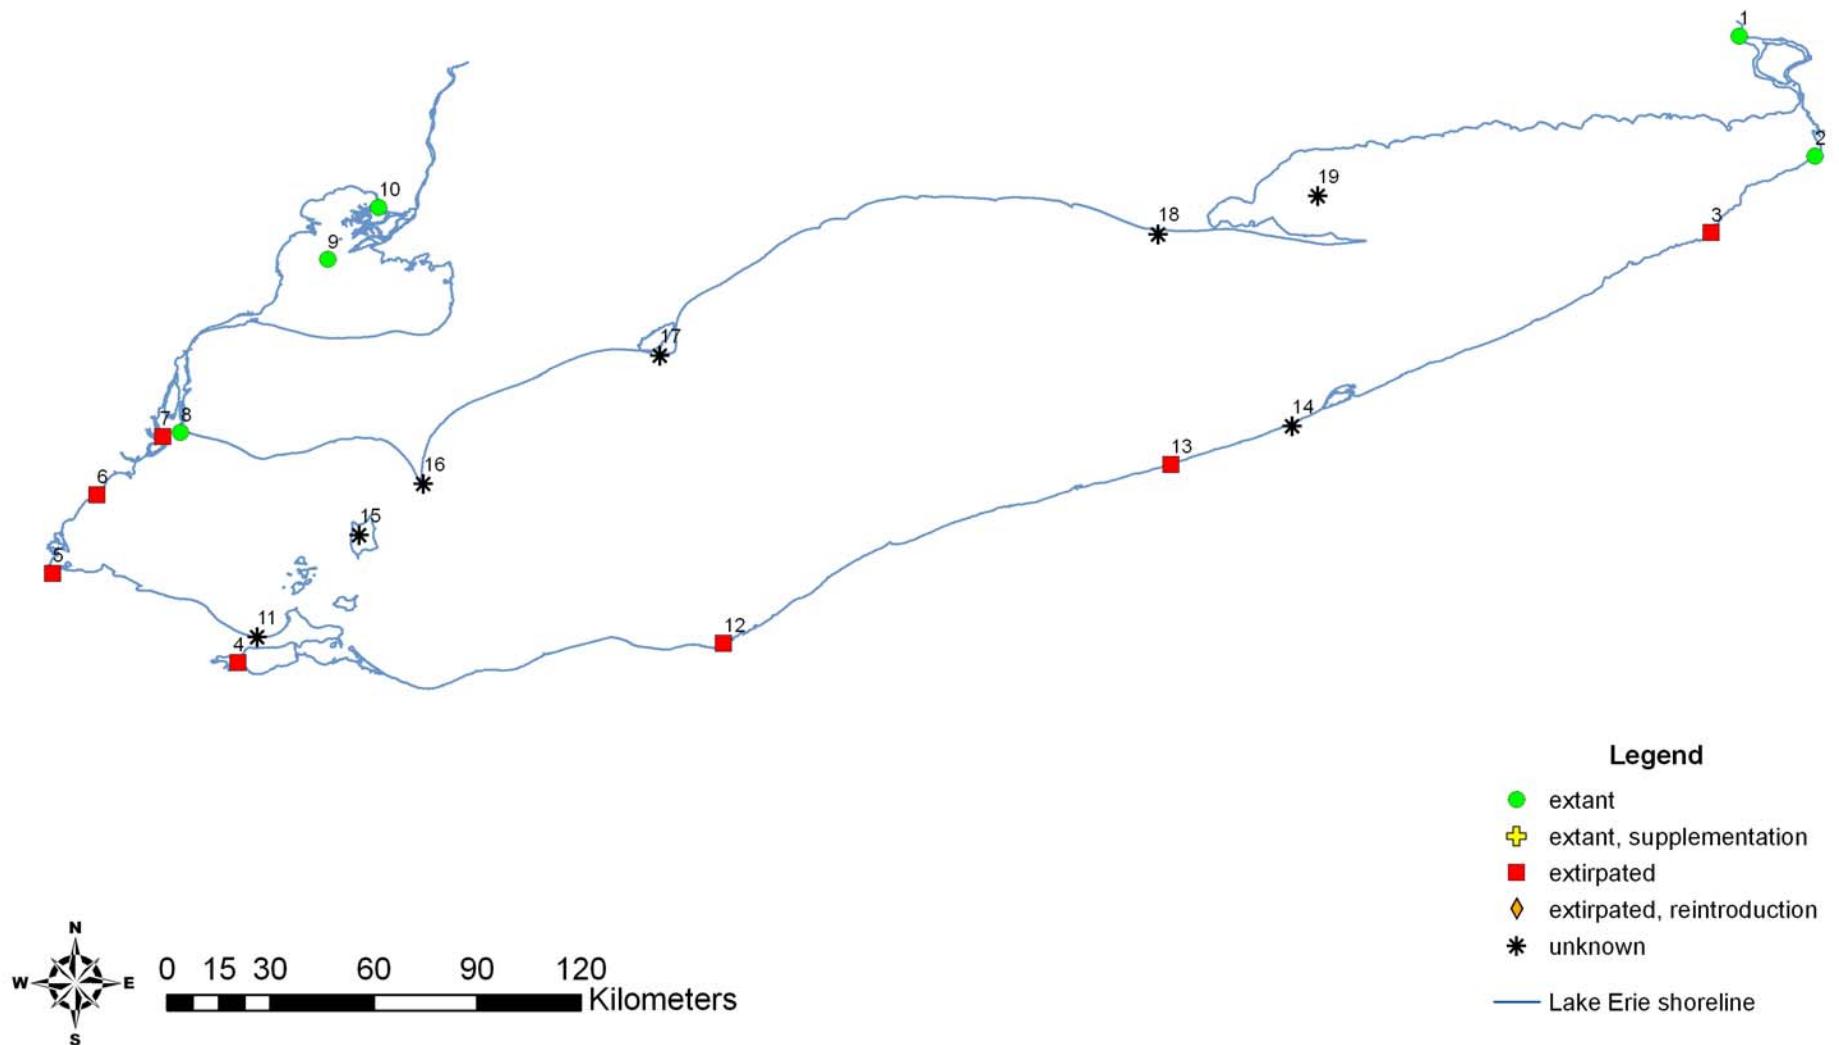 1
2
10
19
18
3
9
17
14
7 8
13
16
6
15
5
11
12
4
Legend
extant
extant, supplementation
extirpated
extirpated, reintroduction
unknown
Lake Erie shoreline
N
W E
S
0 15 30 60 90 120
Kilometers